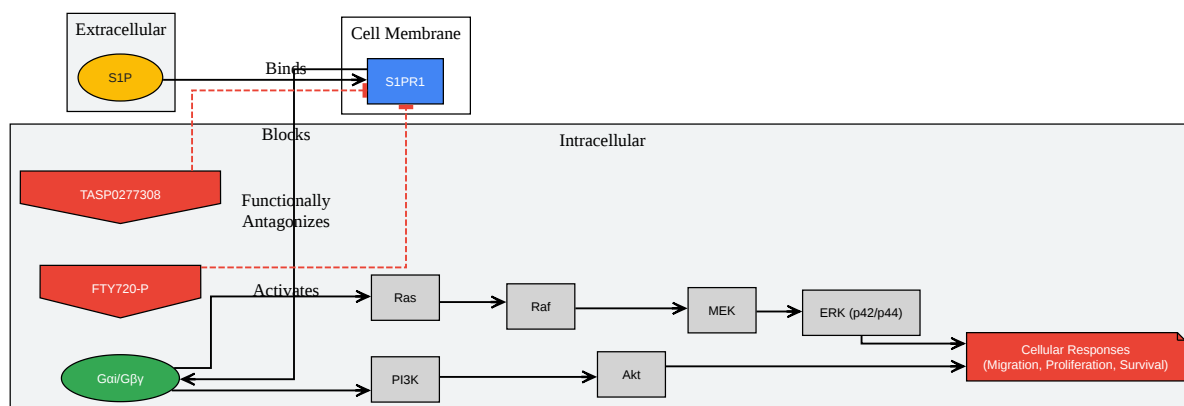 Extracellular
S1P
Cell Membrane
S1PR1
Binds
Blocks
Intracellular
TASP0277308
Functionally
Antagonizes
FTY720-P
Activates
Ras
Raf
MEK
ERK (p42/p44)
Cellular Responses
(Migration, Proliferation, Survival)
Gαi/Gβγ
PI3K
Akt